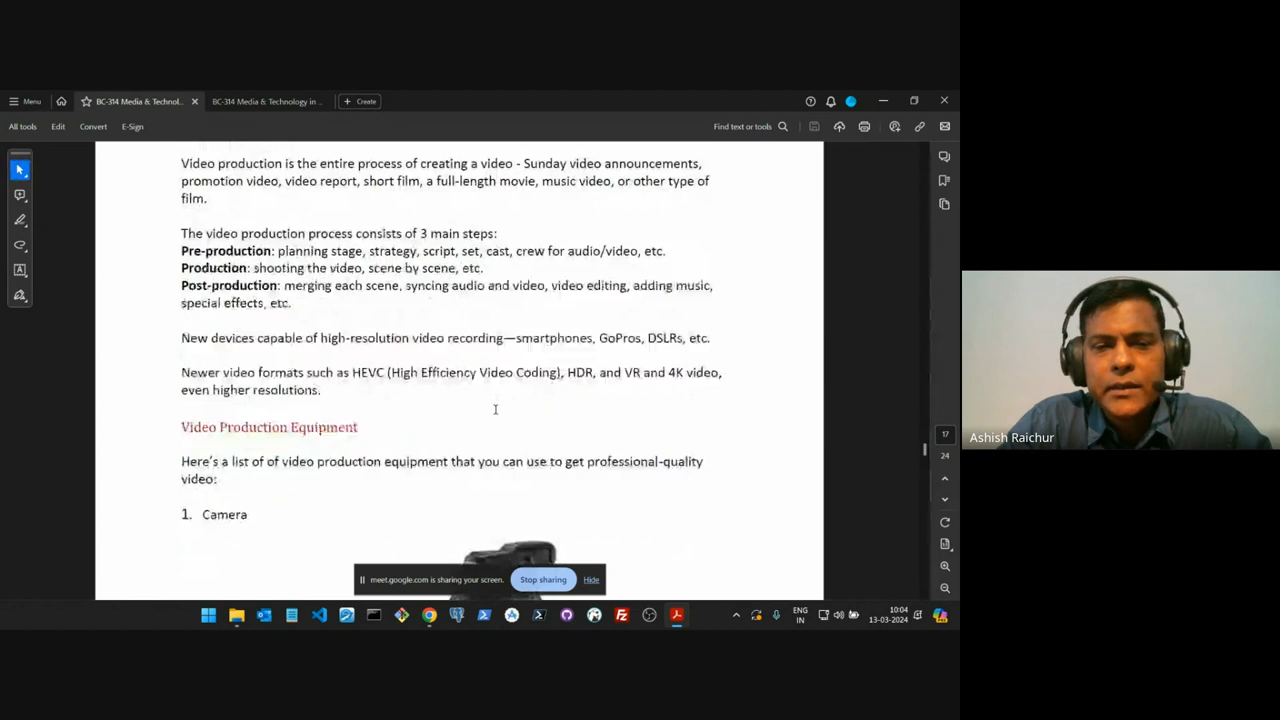 Menu
BC-314 Media & Technol...
BC-314 Media & Technology in ...
Create
All tools
Edit
Convert
E-Sign
Find text or tools
Video production is the entire process of creating a video - Sunday video announcements,
promotion video, video report, short film, a full-length movie, music video, or other type of
film.
The video production process consists of 3 main steps:
Pre-production: planning stage, strategy, script, set, cast, crew for audio/video, etc.
Production: shooting the video, scene by scene, etc.
Post-production: merging each scene, syncing audio and video, video editing, adding music,
special effects, etc.
New devices capable of high-resolution video recording—smartphones, GoPros, DSLRs, etc.
Newer video formats such as HEVC (High Efficiency Video Coding), HDR, and VR and 4K video,
even higher resolutions.
Video Production Equipment
Here's a list of of video production equipment that you can use to get professional-quality
video:
1. Camera
17
24
meet.google.com is sharing your screen.
Stop sharing
Hide
ENG
IN
10:04
13-03-2024
Ashish Raichur